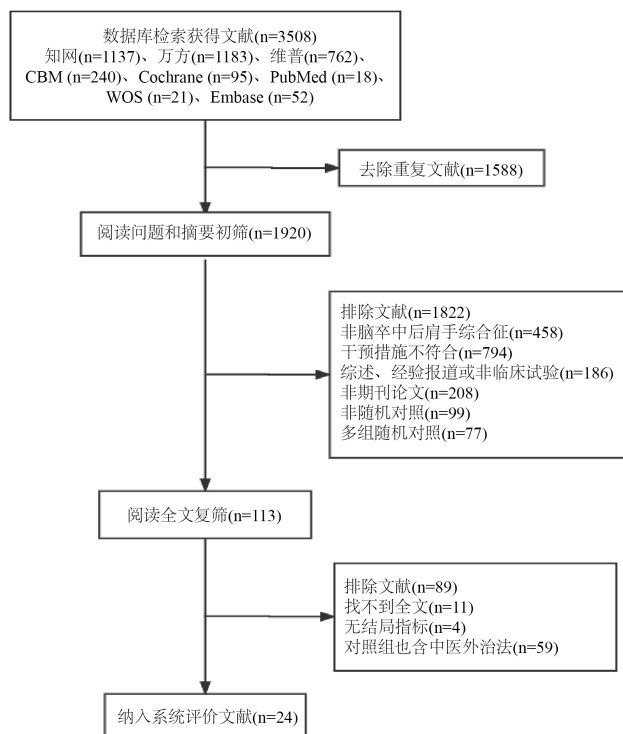 数据库检索获得文献(n=3508)
知网(n=1137)、万方(n=1183)、维普(n=762)、
CBM (n=240)、Cochrane (n=95)、PubMed (n=18)、
WOS (n=21)、Embase (n=52)
去除重复文献(n=1588)
阅读问题和摘要初筛(n=1920)
排除文献(n=1822)
非脑卒中后肩手综合征(n=458)
干预措施不符合(n=794)
综述、经验报道或非临床试验(n=186)
非期刊论文(n=208)
非随机对照(n=99)
多组随机对照(n=77)
阅读全文复筛(n=113)
排除文献(n=89)
找不到全文(n=11)
无结局指标(n=4)
对照组也含中医外治法(n=59)
纳入系统评价文献(n=24)